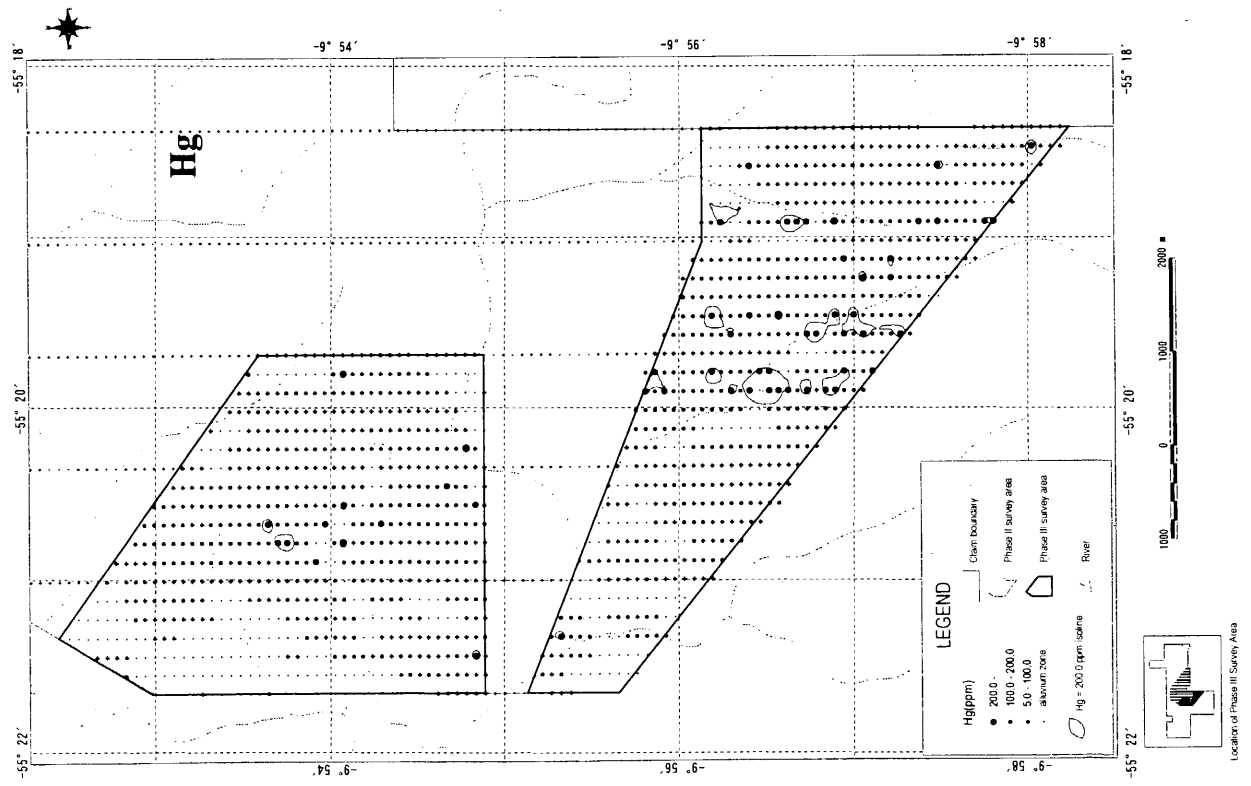 Hg
-9° 54′
-9° 56′
-9° 58′
-55° 18′
-55° 18′
-55° 20′
-55° 20′
-55° 22′
-55° 22′
-9° 54′
-9° 56′
-9° 58′
LEGEND
Hg(ppm)
200.0 -
100.0 - 200.0
5.0 - 100.0
alluvium zone
Hg = 200.0 ppm isoline
Claim boundary
Phase II survey area
Phase III survey area
River
1000 0 1000 2000 m
Location of Phase III Survey Area